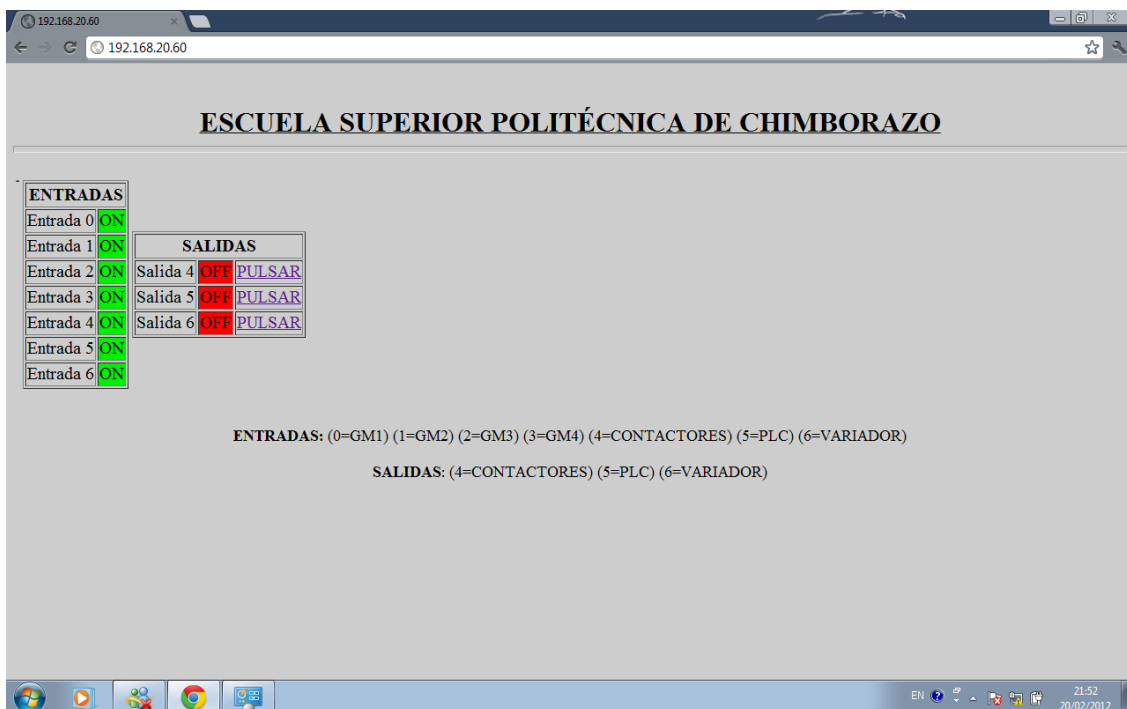 192.168.20.60
192.168.20.60
ESCUELA SUPERIOR POLITÉCNICA DE CHIMBORAZO
ENTRADAS
Entrada 0 ON
Entrada 1 ON
Entrada 2 ON
Entrada 3 ON
Entrada 4 ON
Entrada 5 ON
Entrada 6 ON
SALIDAS
Salida 4 OFF PULSAR
Salida 5 OFF PULSAR
Salida 6 OFF PULSAR
ENTRADAS: (0=GM1) (1=GM2) (2=GM3) (3=GM4) (4=CONTACTORES) (5=PLC) (6=VARIADOR)
SALIDAS: (4=CONTACTORES) (5=PLC) (6=VARIADOR)
EN
21:52
20/02/2012